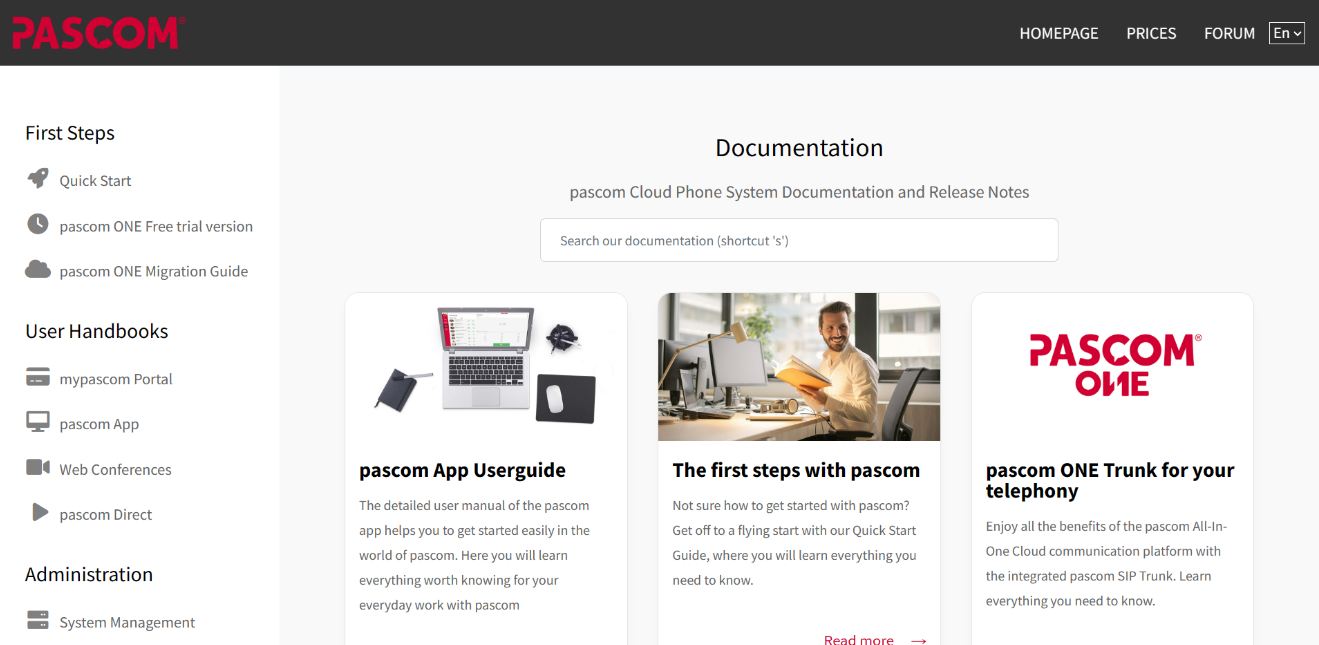 PASCOM®
HOMEPAGE
PRICES
FORUM
En
First Steps
Quick Start
pascom ONE Free trial version
pascom ONE Migration Guide
User Handbooks
mypascom Portal
pascom App
Web Conferences
pascom Direct
Administration
System Management
Documentation
pascom Cloud Phone System Documentation and Release Notes
Search our documentation (shortcut 's')
pascom App Userguide
The detailed user manual of the pascom
app helps you to get started easily in the
world of pascom. Here you will learn
everything worth knowing for your
everyday work with pascom
The first steps with pascom
Not sure how to get started with pascom?
Get off to a flying start with our Quick Start
Guide, where you will learn everything you
need to know.
Read more →
PASCOM®
ONE
pascom ONE Trunk for your
telephony
Enjoy all the benefits of the pascom All-In-
One Cloud communication platform with
the integrated pascom SIP Trunk. Learn
everything you need to know.